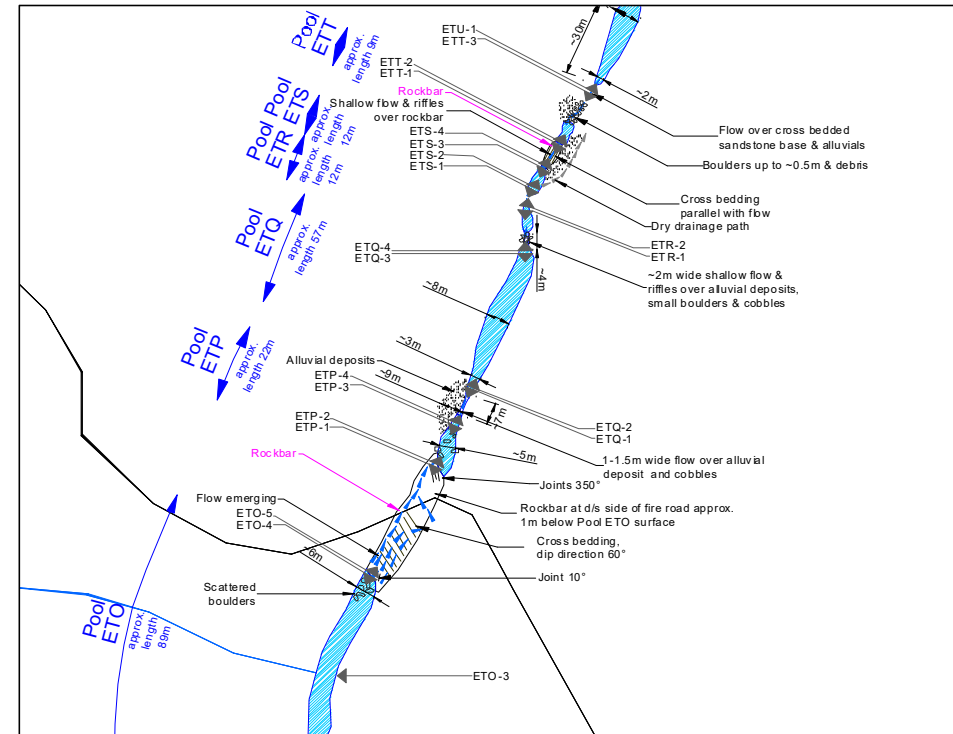 Pool
ETT
approx.
length 9m
Pool
ETS
approx.
length
12m
Pool
ETR
approx.
length
12m
Pool
ETQ
approx.
length 57m
Pool
ETP
approx.
length 22m
Pool
ETO
approx.
length
89m
~30m
ETU-1
ETT-3
~2m
ETT-2
ETT-1
Rockbar
Shallow flow & riffles
over rockbar
ETS-4
ETS-3
ETS-2
ETS-1
Flow over cross bedded
sandstone base & alluvials
Boulders up to ~0.5m & debris
Cross bedding
parallel with flow
Dry drainage path
ETR-2
ETR-1
ETQ-4
ETQ-3
~4m
~2m wide shallow flow &
riffles over alluvial deposits,
small boulders & cobbles
~8m
~3m
Alluvial deposits
ETP-4
ETP-3
~9m
~7m
ETQ-2
ETQ-1
ETP-2
ETP-1
~5m
1-1.5m wide flow over alluvial
deposit and cobbles
Rockbar
Joints 350°
Flow emerging
ETO-5
ETO-4
Rockbar at d/s side of fire road approx.
1m below Pool ETO surface
Cross bedding,
dip direction 60°
~6m
Joint 10°
Scattered
boulders
ETO-3